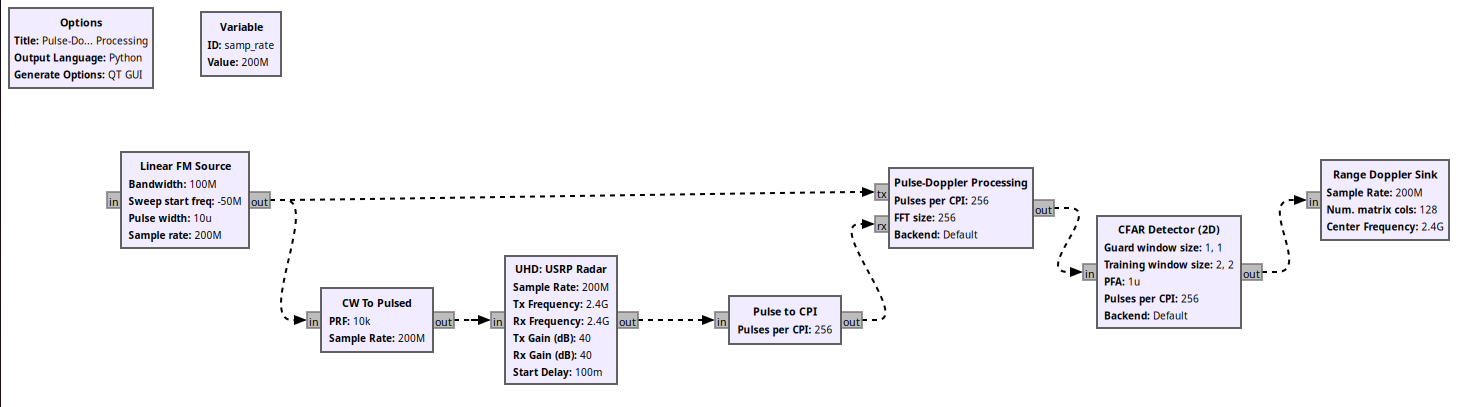 Options
Title: Pulse-Do... Processing
Output Language: Python
Generate Options: QT GUI
Variable
ID: samp_rate
Value: 200M
Linear FM Source
Bandwidth: 100M
Sweep start freq: -50M
Pulse width: 10u
Sample rate: 200M
in
out
CW To Pulsed
PRF: 10k
Sample Rate: 200M
in
out
UHD: USRP Radar
Sample Rate: 200M
Tx Frequency: 2.4G
Rx Frequency: 2.4G
Tx Gain (dB): 40
Rx Gain (dB): 40
Start Delay: 100m
in
out
Pulse to CPI
Pulses per CPI: 256
in
out
Pulse-Doppler Processing
Pulses per CPI: 256
FFT size: 256
Backend: Default
tx
rx
out
CFAR Detector (2D)
Guard window size: 1, 1
Training window size: 2, 2
PFA: 1u
Pulses per CPI: 256
Backend: Default
in
out
Range Doppler Sink
Sample Rate: 200M
Num. matrix cols: 128
Center Frequency: 2.4G
in